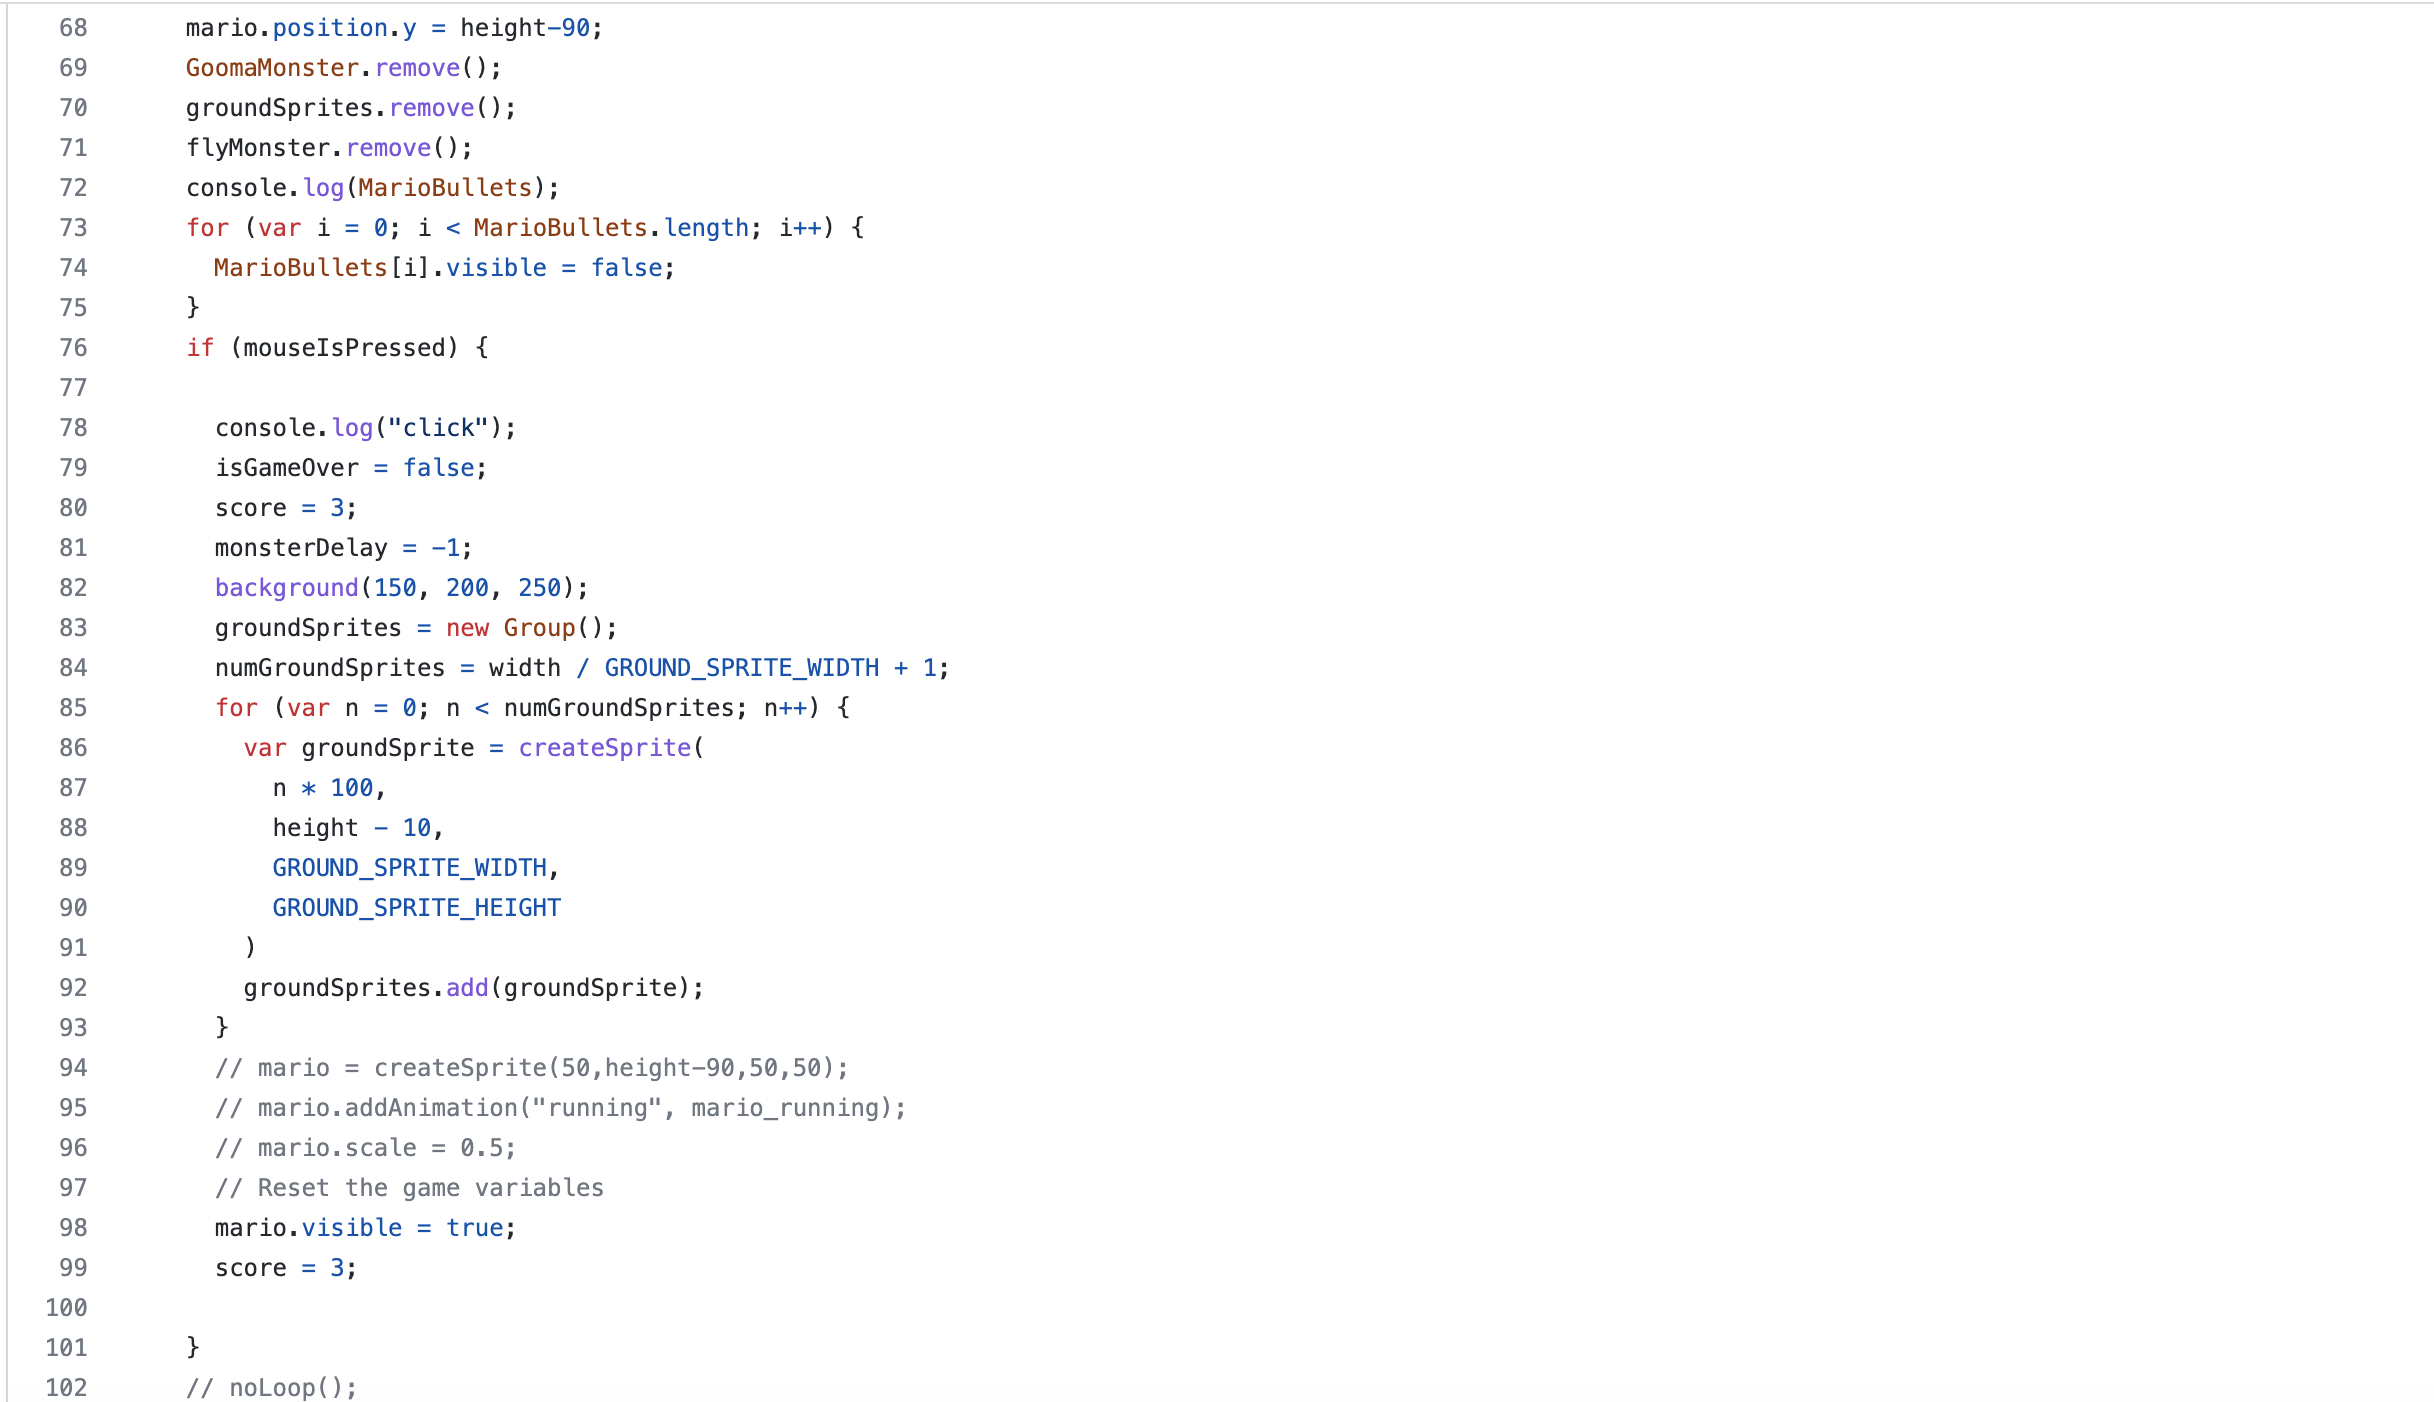 68 mario.position.y = height-90;
69 GoomaMonster.remove();
70 groundSprites.remove();
71 flyMonster.remove();
72 console.log(MarioBullets);
73 for (var i = 0; i < MarioBullets.length; i++) {
74 MarioBullets[i].visible = false;
75 }
76 if (mouseIsPressed) {
77
78 console.log("click");
79 isGameOver = false;
80 score = 3;
81 monsterDelay = -1;
82 background(150, 200, 250);
83 groundSprites = new Group();
84 numGroundSprites = width / GROUND_SPRITE_WIDTH + 1;
85 for (var n = 0; n < numGroundSprites; n++) {
86 var groundSprite = createSprite(
87 n * 100,
88 height - 10,
89 GROUND_SPRITE_WIDTH,
90 GROUND_SPRITE_HEIGHT
91 )
92 groundSprites.add(groundSprite);
93 }
94 // mario = createSprite(50,height-90,50,50);
95 // mario.addAnimation("running", mario_running);
96 // mario.scale = 0.5;
97 // Reset the game variables
98 mario.visible = true;
99 score = 3;
100
101 }
102 // noLoop();